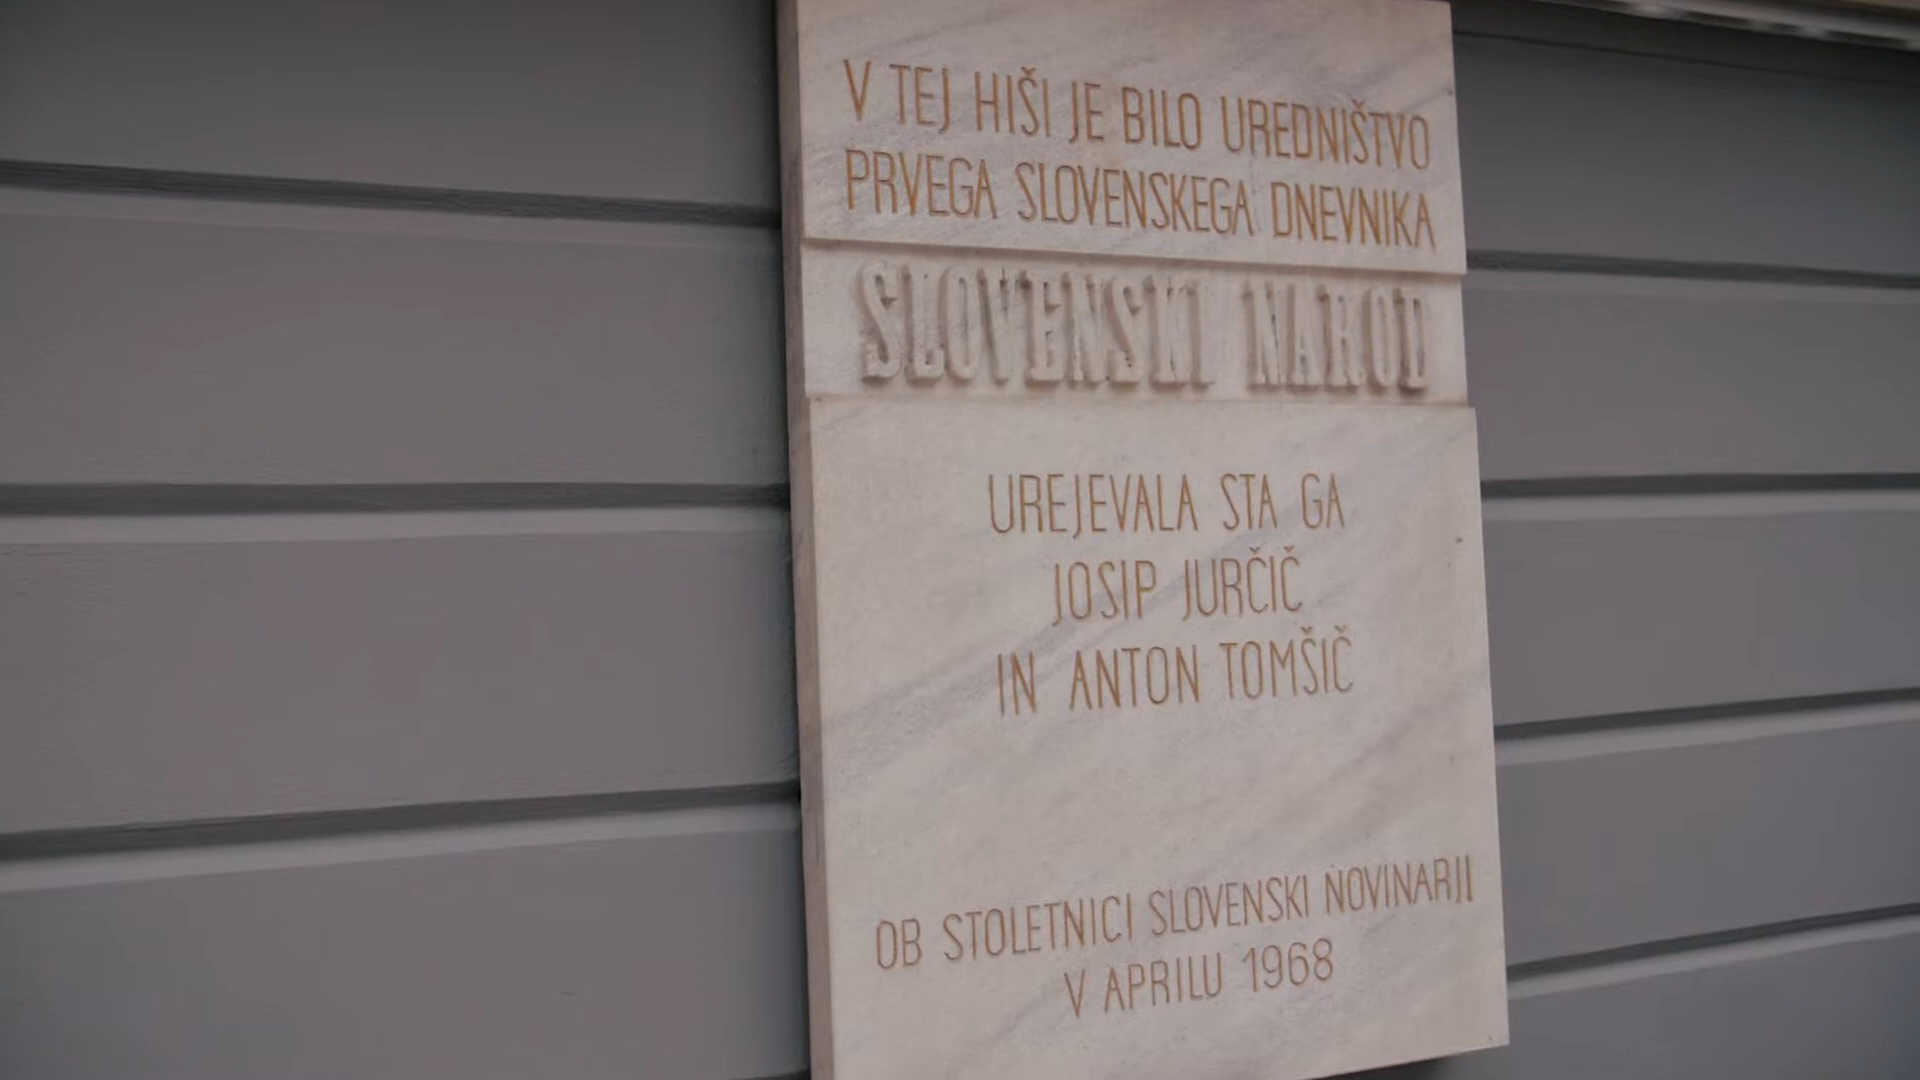 V TEJ HIŠI JE BILO UREDNIŠTVO
PRVEGA SLOVENSKEGA DNEVNIKA
SLOVENSKI NAROD
UREJEVALA STA GA
JOSIP JURČIČ
IN ANTON TOMŠIČ
OB STOLETNICI SLOVENSKI NOVINARJI
V APRILU 1968